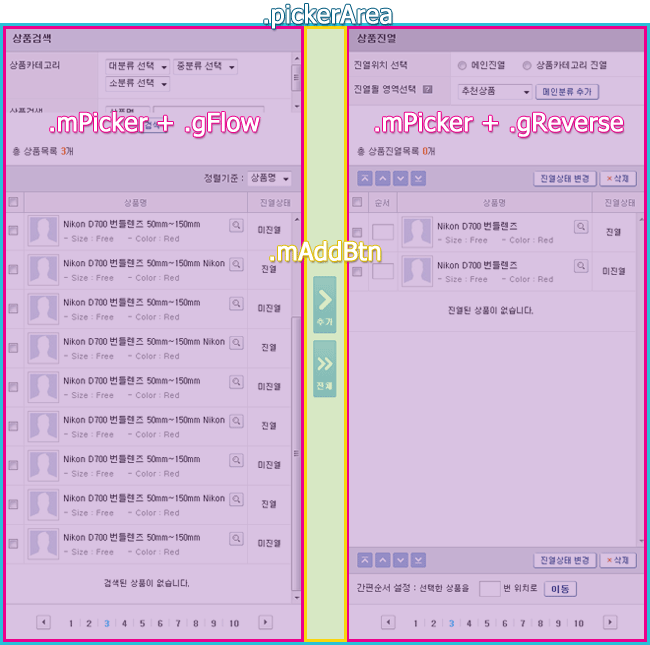 .pickerArea
상품검색
상품카테고리
대분류 선택
중분류 선택
소분류 선택
.mPicker + .gFlow
총 상품목록 3개
정렬기준 :
상품명
상품명
진열상태
Nikon D700 번들렌즈 50mm~150mm
- Size : Free - Color : Red
미진열
Nikon D700 번들렌즈 50mm~150mm Nikon
- Size : Free - Color : Red
진열
Nikon D700 번들렌즈 50mm~150mm
- Size : Free - Color : Red
미진열
Nikon D700 번들렌즈 50mm~150mm Nikon
- Size : Free - Color : Red
진열
Nikon D700 번들렌즈 50mm~150mm
- Size : Free - Color : Red
미진열
Nikon D700 번들렌즈 50mm~150mm Nikon
- Size : Free - Color : Red
진열
Nikon D700 번들렌즈 50mm~150mm
- Size : Free - Color : Red
미진열
Nikon D700 번들렌즈 50mm~150mm Nikon
- Size : Free - Color : Red
진열
Nikon D700 번들렌즈 50mm~150mm
- Size : Free - Color : Red
미진열
검색된 상품이 없습니다.
1 2 3 4 5 6 7 8 9 10
.mAddBtn
추가
전체
상품진열
진열위치 선택
메인진열
상품카테고리 진열
진열될 영역선택
추천상품
메인분류 추가
.mPicker + .gReverse
총 상품진열목록 0개
진열상태 변경
×삭제
순서
상품명
진열상태
Nikon D700 번들렌즈
- Size : Free - Color : Red
진열
Nikon D700 번들렌즈
- Size : Free - Color : Red
미진열
진열된 상품이 없습니다.
진열상태 변경
×삭제
간편순서 설정 : 선택한 상품을
번 위치로
이동
1 2 3 4 5 6 7 8 9 10